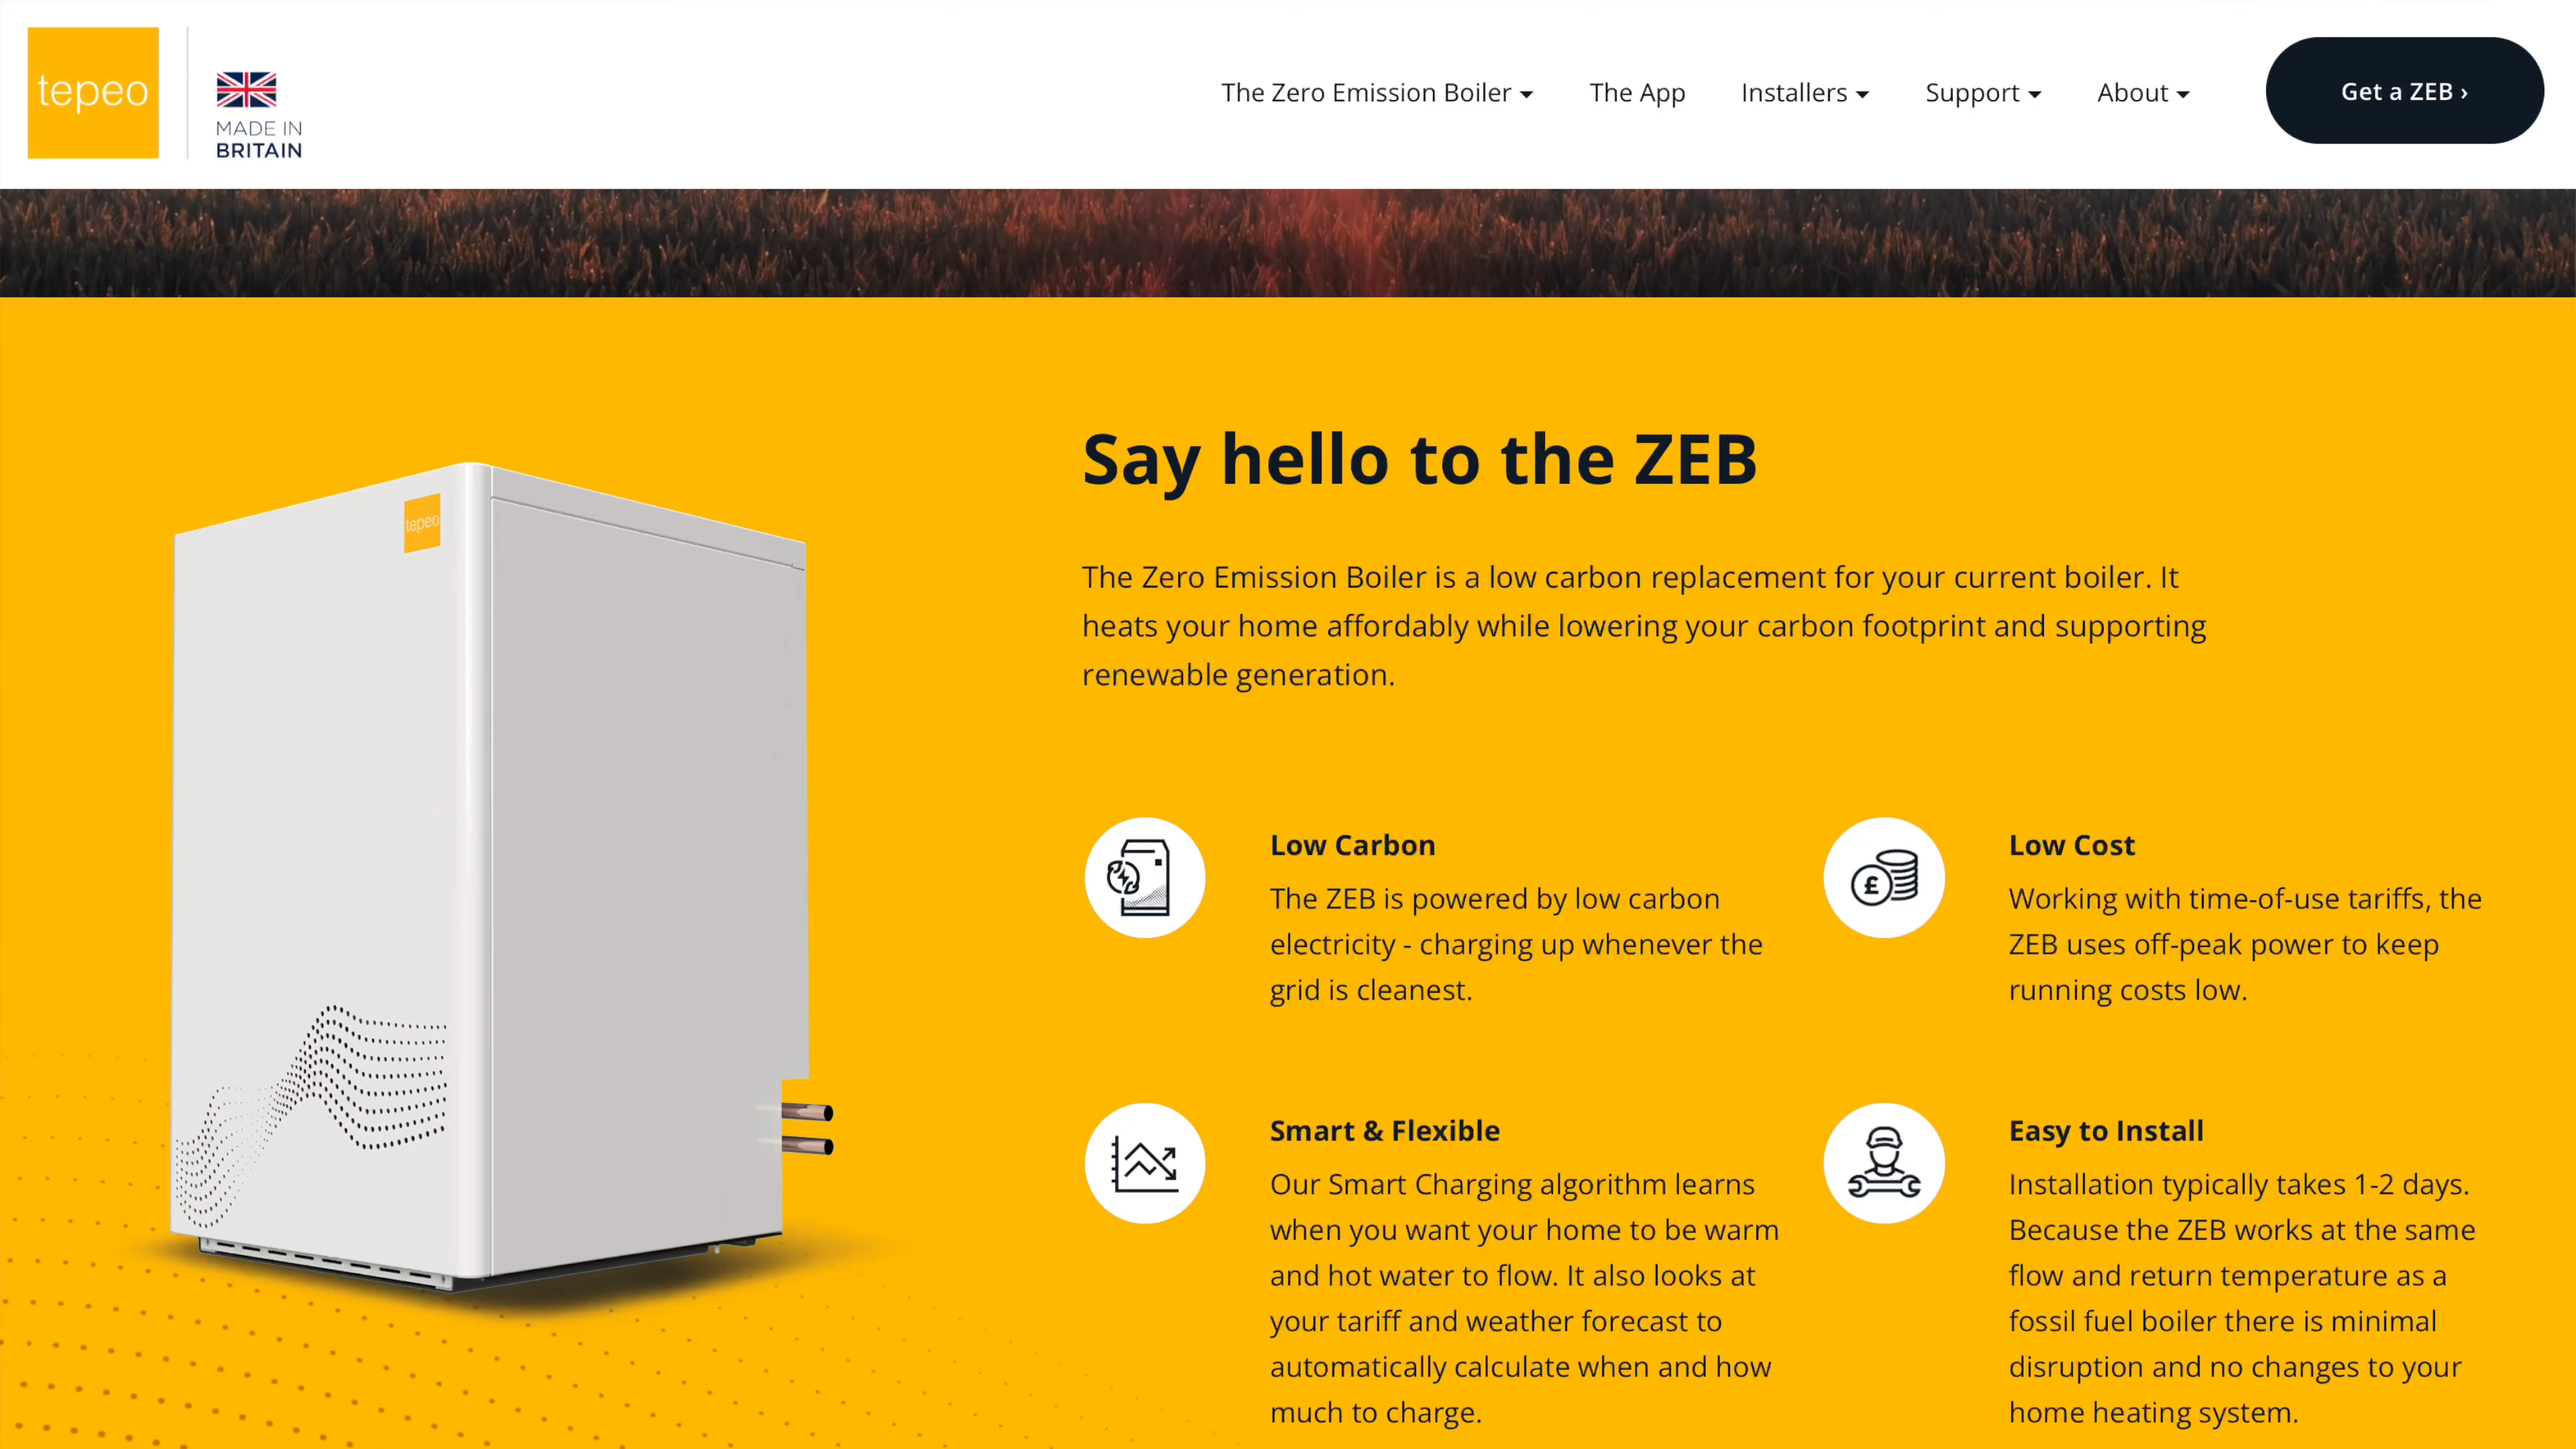 tepeo
MADE IN
BRITAIN
The Zero Emission Boiler
The App
Installers
Support
About
Get a ZEB ›
tepeo
Say hello to the ZEB
The Zero Emission Boiler is a low carbon replacement for your current boiler. It
heats your home affordably while lowering your carbon footprint and supporting
renewable generation.
Low Carbon
The ZEB is powered by low carbon
electricity - charging up whenever the
grid is cleanest.
£
Low Cost
Working with time-of-use tariffs, the
ZEB uses off-peak power to keep
running costs low.
Smart & Flexible
Our Smart Charging algorithm learns
when you want your home to be warm
and hot water to flow. It also looks at
your tariff and weather forecast to
automatically calculate when and how
much to charge.
Easy to Install
Installation typically takes 1-2 days.
Because the ZEB works at the same
flow and return temperature as a
fossil fuel boiler there is minimal
disruption and no changes to your
home heating system.